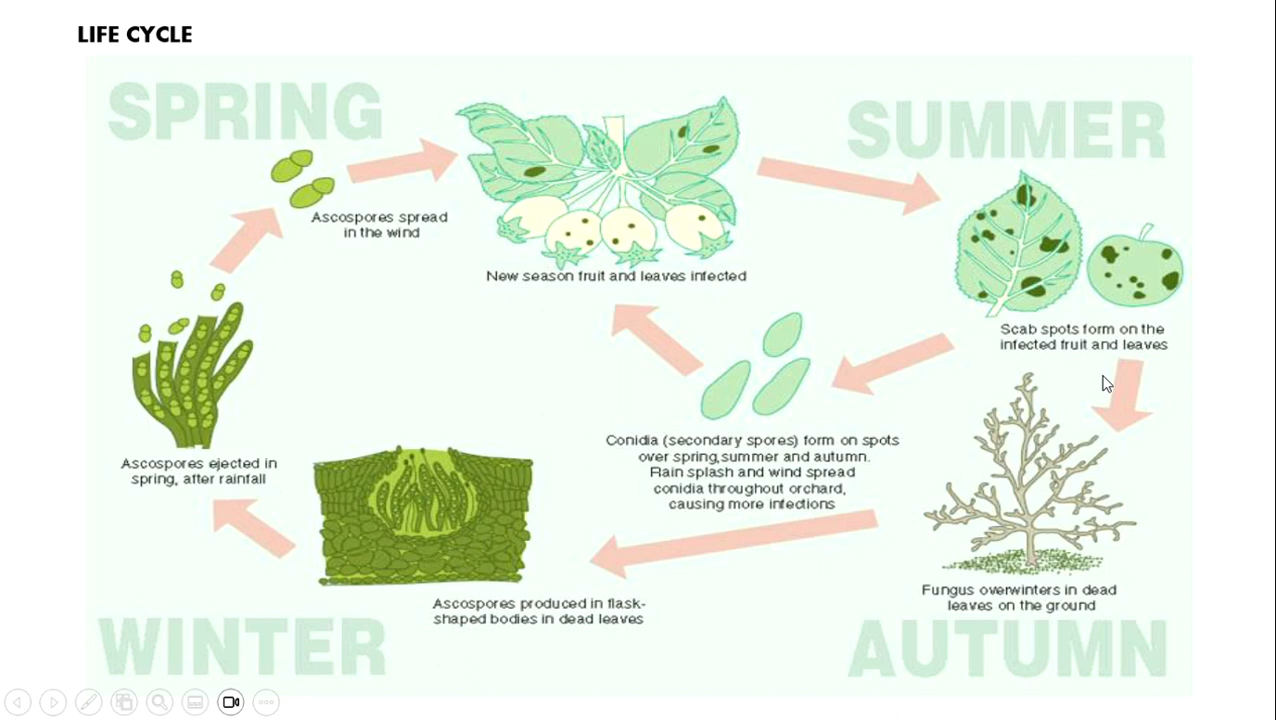 LIFE CYCLE
SPRING
SUMMER
Ascospores spread
in the wind
New season fruit and leaves infected
Scab spots form on the
infected fruit and leaves
Conidia (secondary spores) form on spots
over spring,summer and autumn.
Rain splash and wind spread
conidia throughout orchard,
causing more infections
Ascospores ejected in
spring, after rainfall
Fungus overwinters in dead
leaves on the ground
Ascospores produced in flask-
shaped bodies in dead leaves
WINTER
AUTUMN